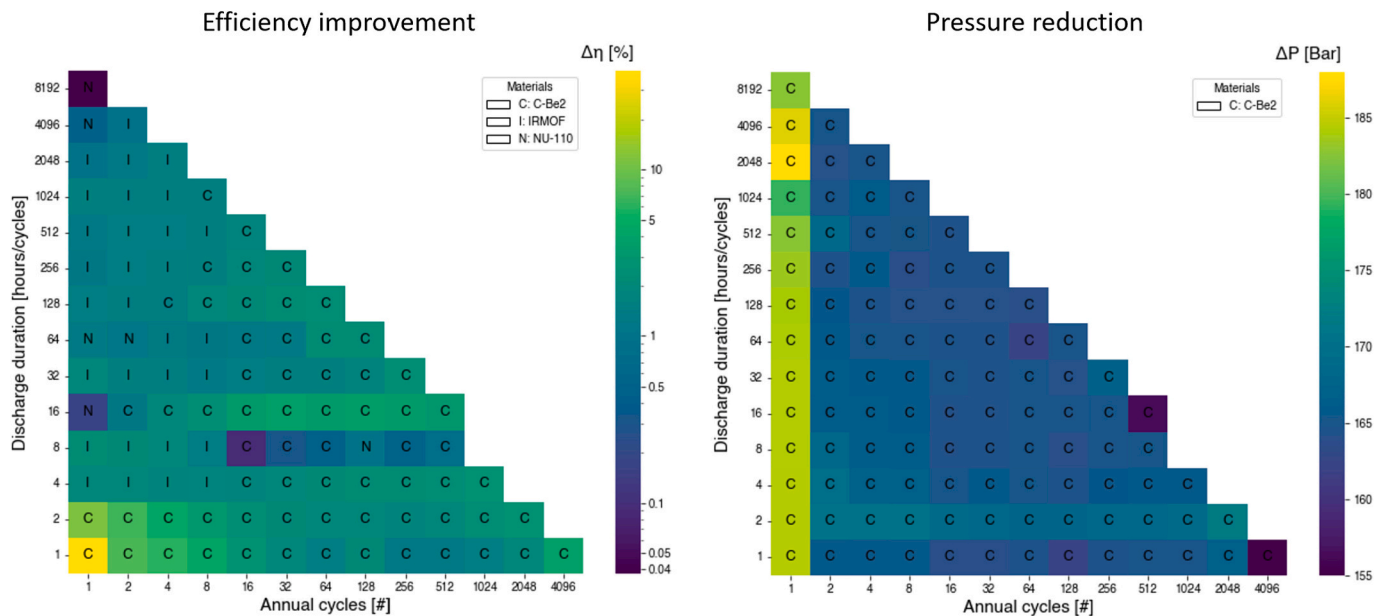 Efficiency improvement
Δη [%]
Discharge duration [hours/cycles]
Materials
C: C-Be2
I: IRMOF
N: NU-110
8192 N
4096 N I
2048 I I I
1024 I I I C
512 I I I I C
256 I I I C C C
128 I I C C C C C
64 N N I I C C C C
32 I I I I C C C C C
16 N C C C C C C C C C
8 I I I I C C C N C C
4 I I I I C C C C C C C
2 C C C C C C C C C C C C
1 C C C C C C C C C C C C C
1 2 4 8 16 32 64 128 256 512 1024 2048 4096
Annual cycles [#]
10
5
1
0.5
0.1
0.05
0.04
Pressure reduction
ΔP [Bar]
Discharge duration [hours/cycles]
Materials
C: C-Be2
8192 C
4096 C C
2048 C C C
1024 C C C C
512 C C C C C
256 C C C C C C
128 C C C C C C C
64 C C C C C C C C
32 C C C C C C C C C
16 C C C C C C C C C C
8 C C C C C C C C C C
4 C C C C C C C C C C C
2 C C C C C C C C C C C C
1 C C C C C C C C C C C C C
1 2 4 8 16 32 64 128 256 512 1024 2048 4096
Annual cycles [#]
185
180
175
170
165
160
155